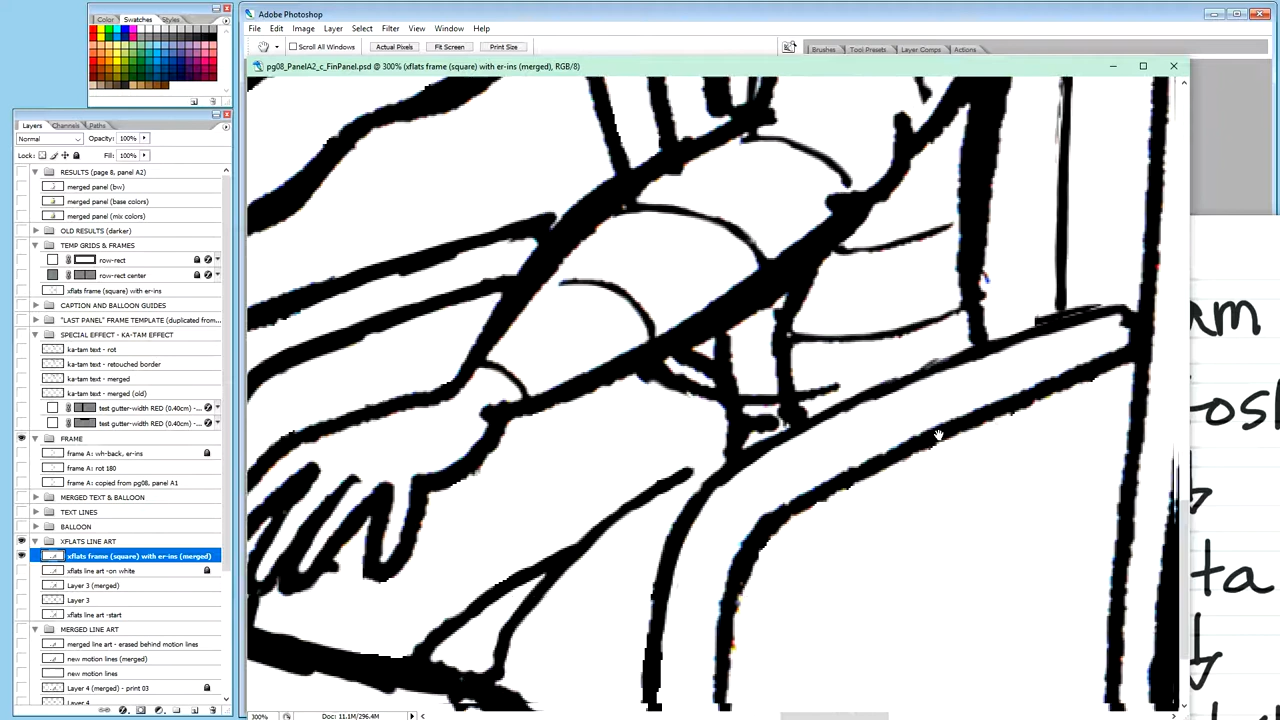 Color Swatches Styles
Adobe Photoshop
File Edit Image Layer Select Filter View Window Help
Scroll All Windows Actual Pixels Fit Screen Print Size
Brushes Tool Presets Layer Comps Actions
pg08_PanelA2_c_FinPanel.psd @ 300% (xflats frame (square) with er-ins (merged), RGB/8)
Layers Channels Paths
Normal Opacity: 100%
Lock: Fill: 100%
RESULTS (page 8, panel A2)
merged panel (bw)
merged panel (base colors)
merged panel (mix colors)
OLD RESULTS (darker)
TEMP GRIDS & FRAMES
row-rect
row-rect center
xflats frame (square) with er-ins
CAPTION AND BALLOON GUIDES
"LAST PANEL" FRAME TEMPLATE (duplicated from...
SPECIAL EFFECT - KA-TAM EFFECT
ka-tam text - rot
ka-tam text - retouched border
ka-tam text - merged
ka-tam text - merged (old)
test gutter-width RED (0.40cm) -...
test gutter-width RED (0.40cm) -...
FRAME
frame A: wh-back, er-ins
frame A: rot 180
frame A: copied from pg08, panel A1
MERGED TEXT & BALLOON
TEXT LINES
BALLOON
XFLATS LINE ART
xflats frame (square) with er-ins (merged)
xflats line art -on white
Layer 3 (merged)
Layer 3
xflats line art -start
MERGED LINE ART
merged line art - erased behind motion lines
new motion lines (merged)
new motion lines
Layer 4 (merged) - print 03
Layer 4
300% Doc: 11.1M/296.4M